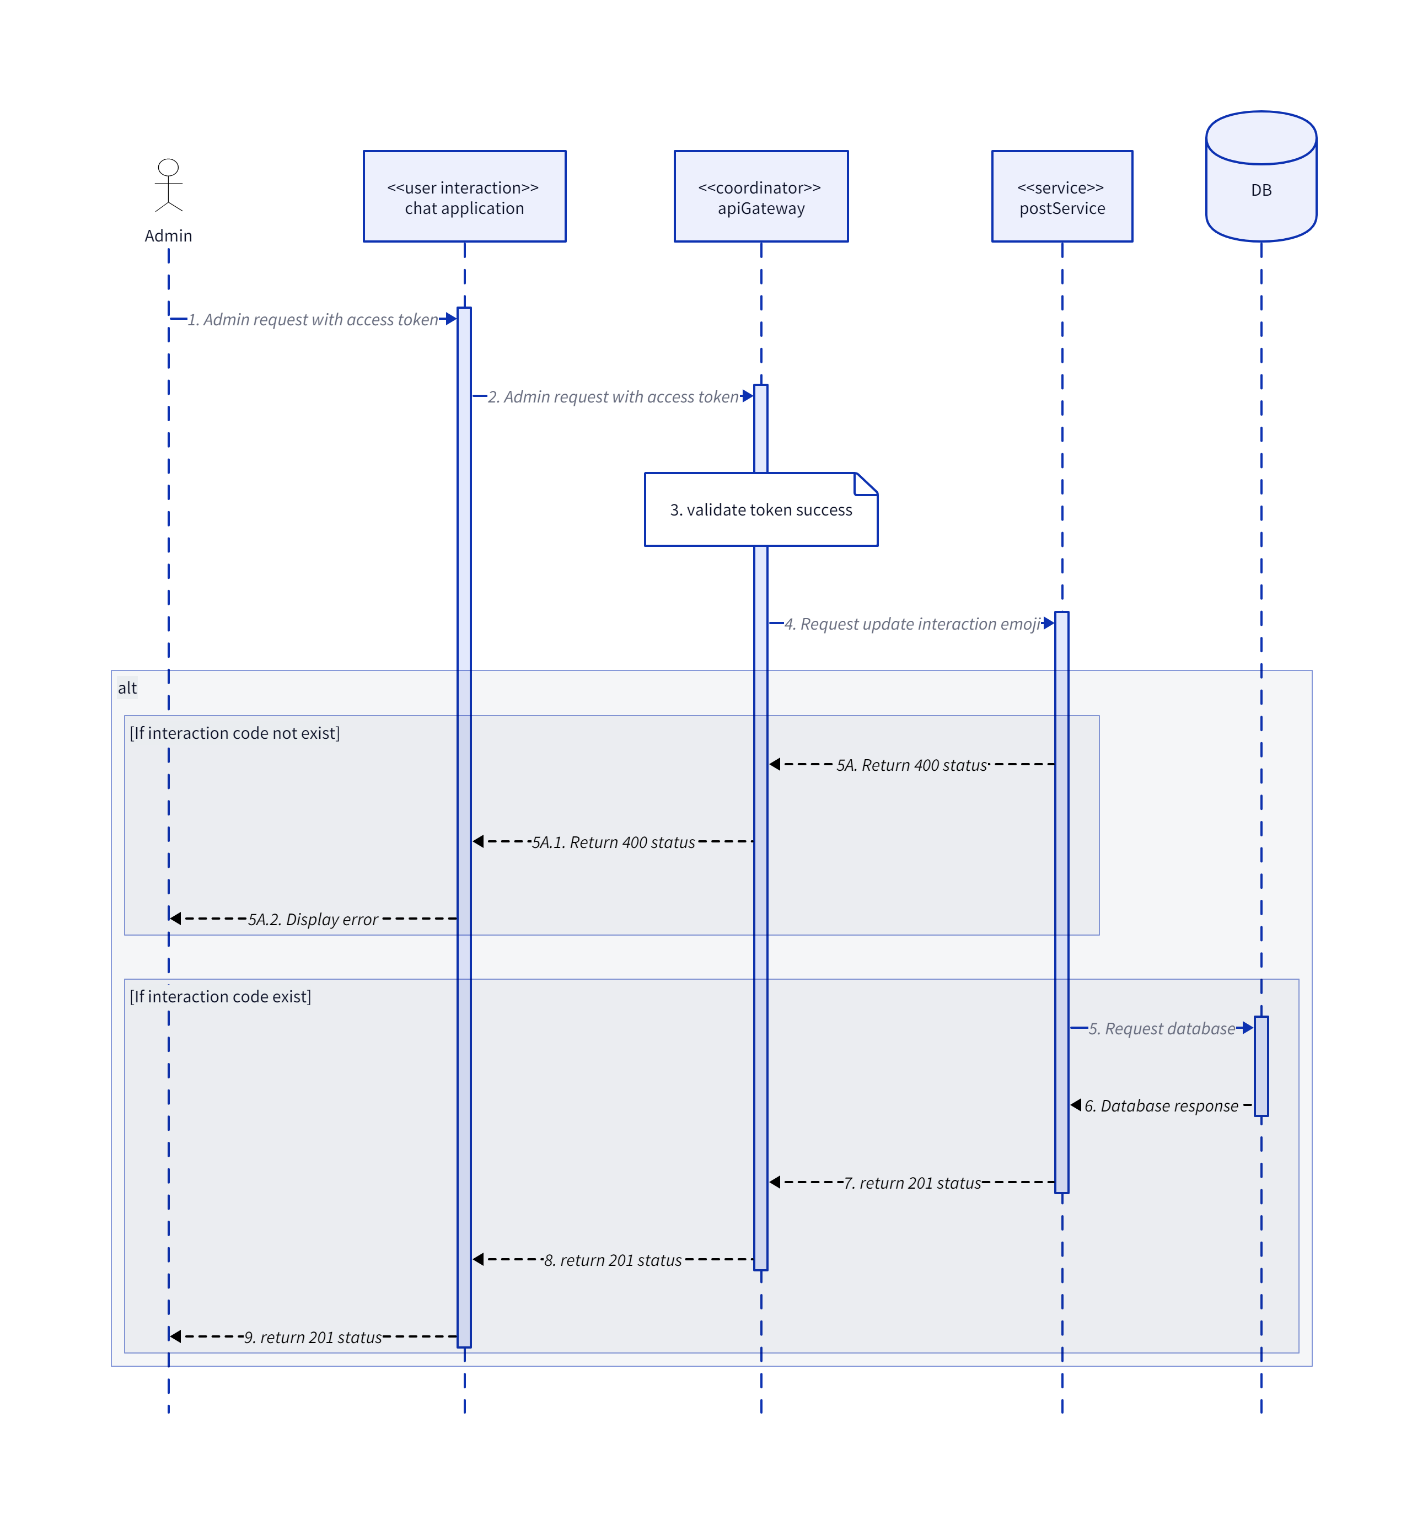 Admin
<<user interaction>>
chat application
<<coordinator>>
apiGateway
<<service>>
postService
DB
1. Admin request with access token
2. Admin request with access token
3. validate token success
4. Request update interaction emoji
alt
[If interaction code not exist]
5A. Return 400 status
5A.1. Return 400 status
5A.2. Display error
[If interaction code exist]
5. Request database
6. Database response
7. return 201 status
8. return 201 status
9. return 201 status